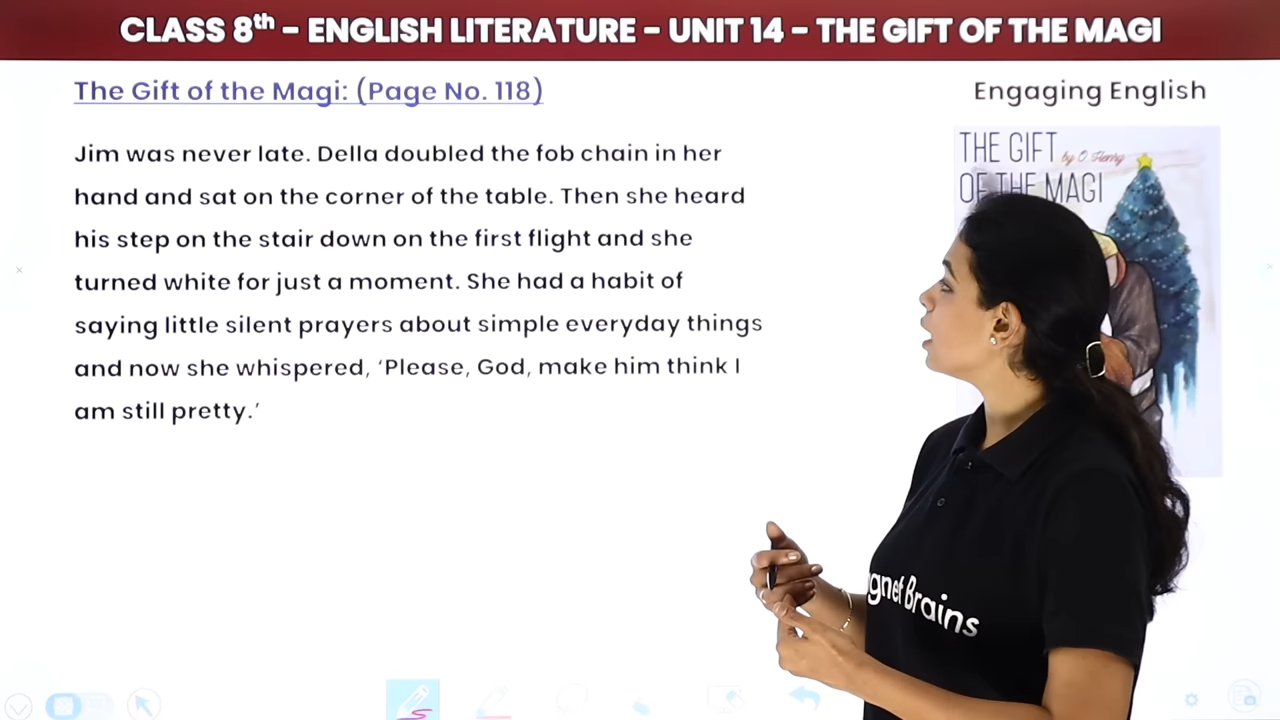 CLASS 8th – ENGLISH LITERATURE – UNIT 14 – THE GIFT OF THE MAGI
The Gift of the Magi: (Page No. 118)
Engaging English
Jim was never late. Della doubled the fob chain in her
hand and sat on the corner of the table. Then she heard
his step on the stair down on the first flight and she
turned white for just a moment. She had a habit of
saying little silent prayers about simple everyday things
and now she whispered, ‘Please, God, make him think I
am still pretty.’
THE GIFT
by O. Henry
OF THE MAGI
gnet Brains